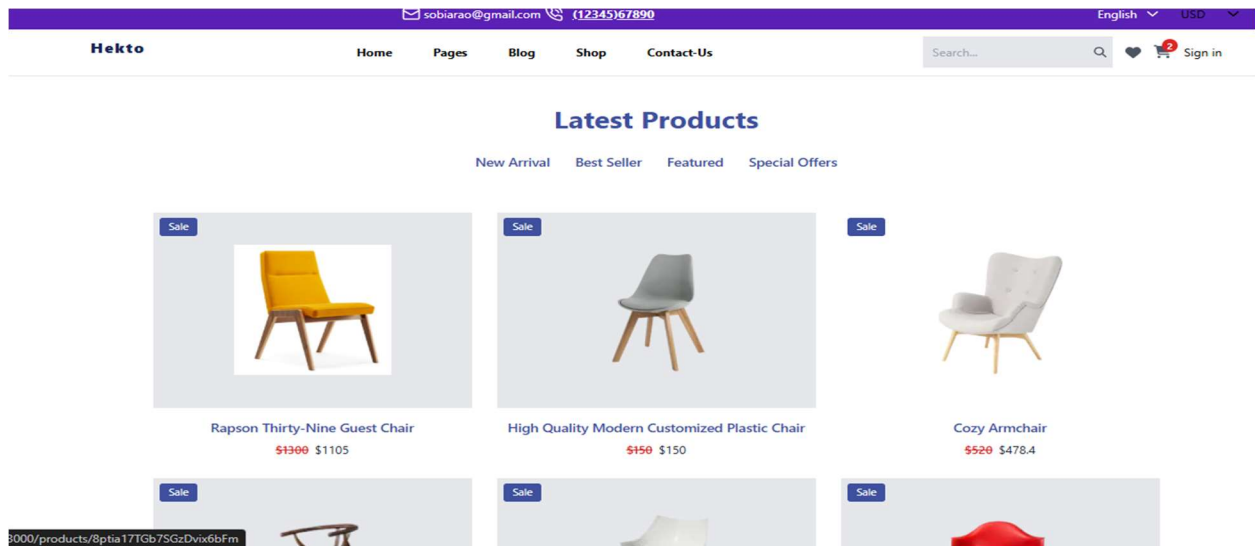 sobiarao@gmail.com (12345)67890 English USD
Hekto Home Pages Blog Shop Contact-Us Search... 2 Sign in
Latest Products
New Arrival Best Seller Featured Special Offers
Sale Sale Sale
Rapson Thirty-Nine Guest Chair High Quality Modern Customized Plastic Chair Cozy Armchair
$1300 $1105 $150 $150 $520 $478.4
Sale Sale Sale
3000/products/8ptia17TGb7SGzDvix6bFm